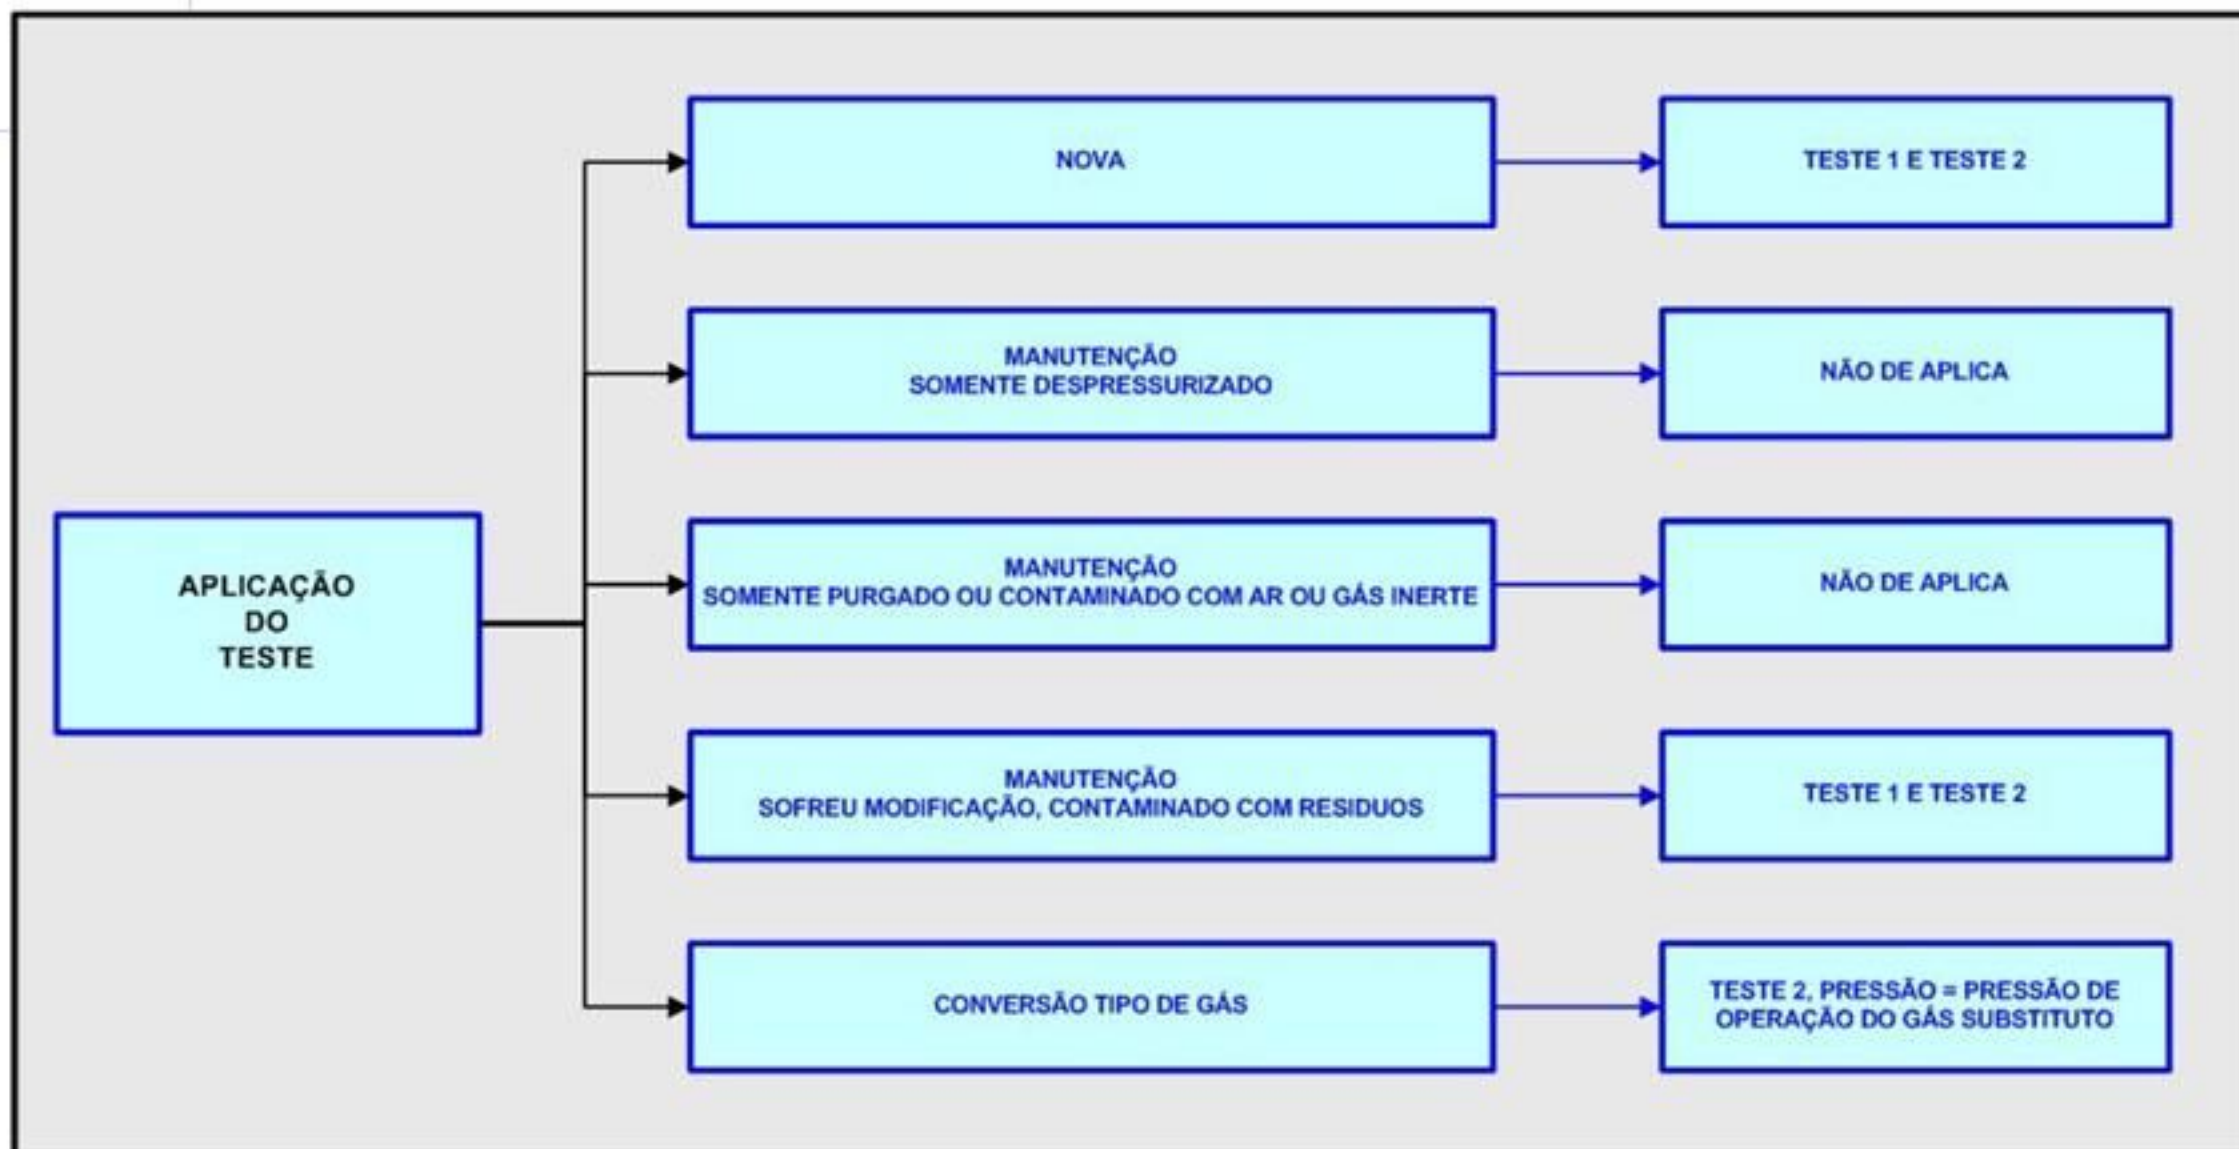 APLICAÇÃO
DO
TESTE
NOVA
TESTE 1 E TESTE 2
MANUTENÇÃO
SOMENTE DESPRESSURIZADO
NÃO DE APLICA
MANUTENÇÃO
SOMENTE PURGADO OU CONTAMINADO COM AR OU GÁS INERTE
NÃO DE APLICA
MANUTENÇÃO
SOFREU MODIFICAÇÃO, CONTAMINADO COM RESIDUOS
TESTE 1 E TESTE 2
CONVERSÃO TIPO DE GÁS
TESTE 2, PRESSÃO = PRESSÃO DE
OPERAÇÃO DO GÁS SUBSTITUTO